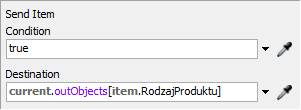 Send Item
Condition
true
Destination
current.outObjects[item.RodzajProduktu]